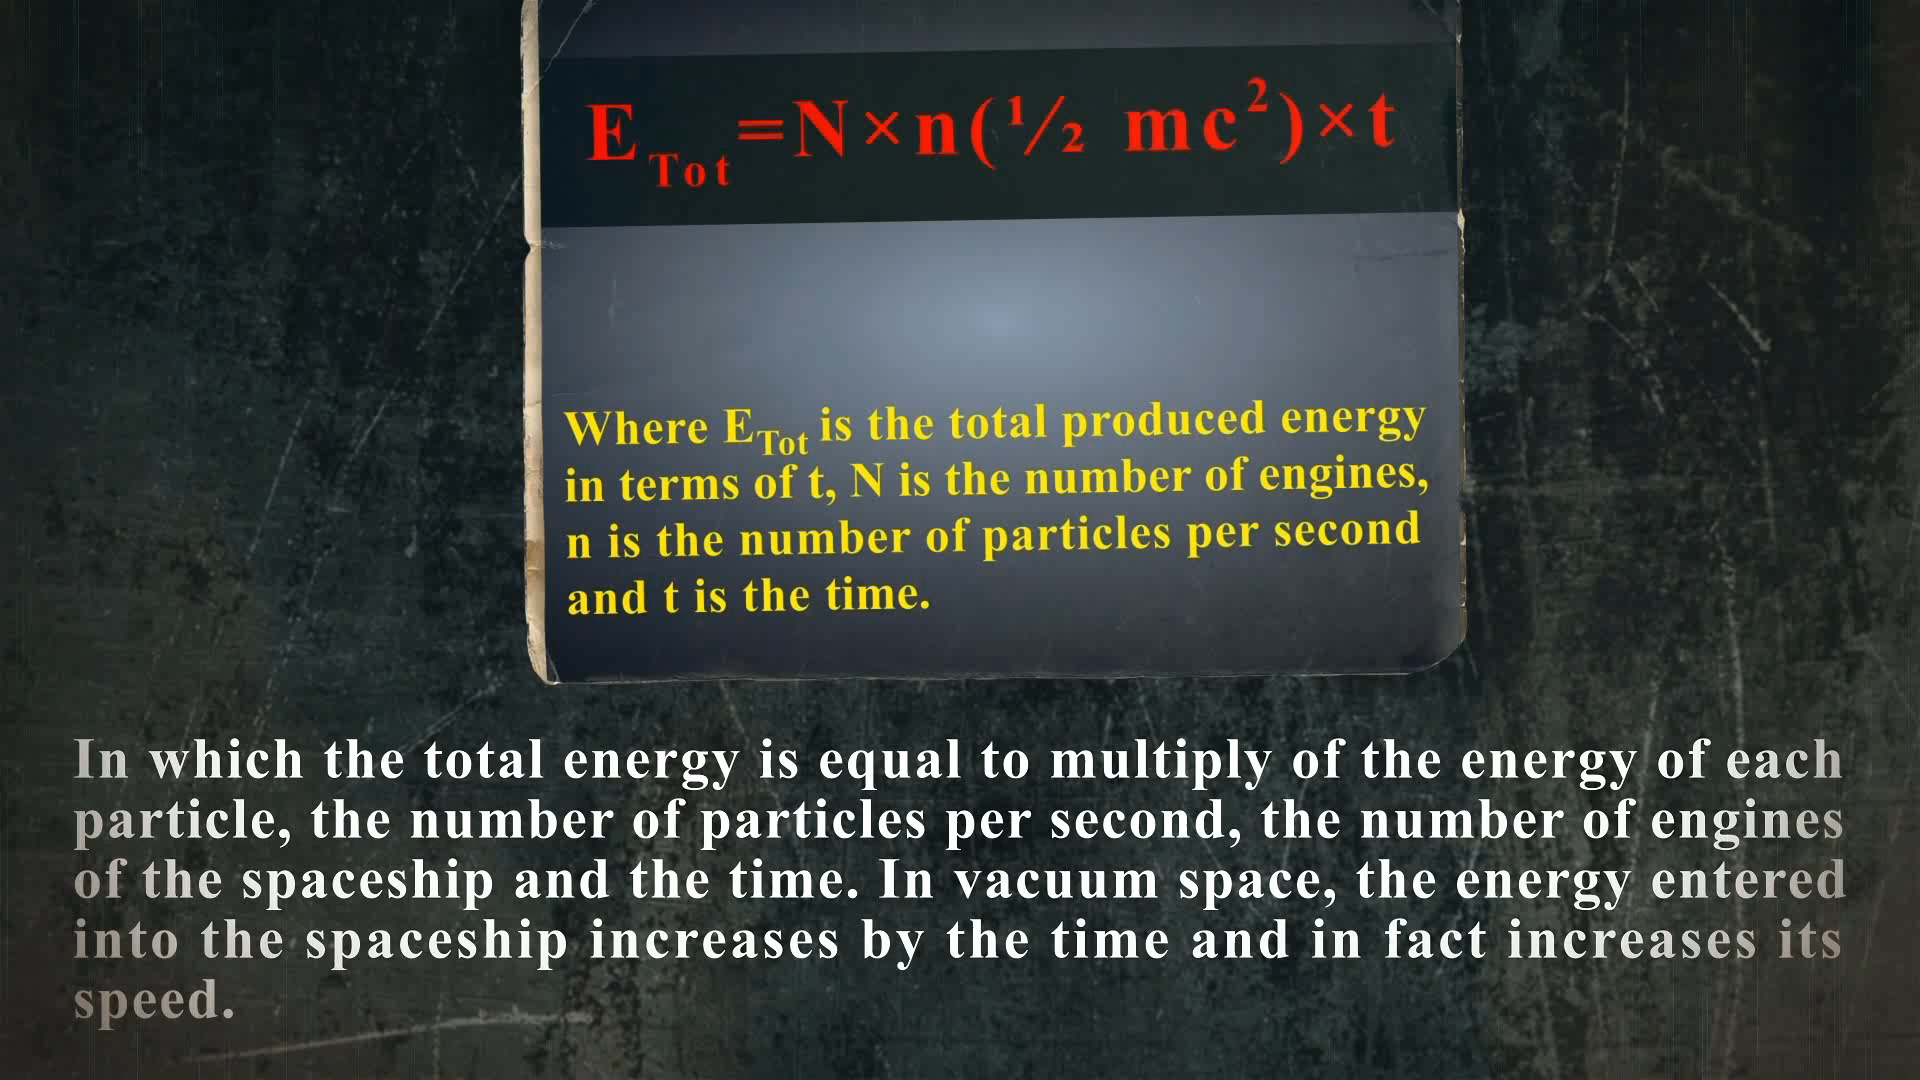 E_Tot=N×n(½ mc²)×t
Where E_Tot is the total produced energy
in terms of t, N is the number of engines,
n is the number of particles per second
and t is the time.
In which the total energy is equal to multiply of the energy of each
particle, the number of particles per second, the number of engines
of the spaceship and the time. In vacuum space, the energy entered
into the spaceship increases by the time and in fact increases its
speed.